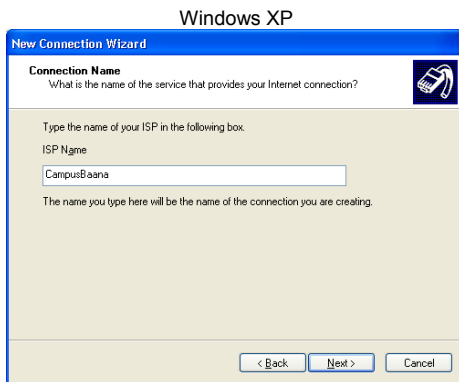 Windows XP
New Connection Wizard
Connection Name
What is the name of the service that provides your Internet connection?
Type the name of your ISP in the following box.
ISP Name
CampusBaana
The name you type here will be the name of the connection you are creating.
< Back Next > Cancel